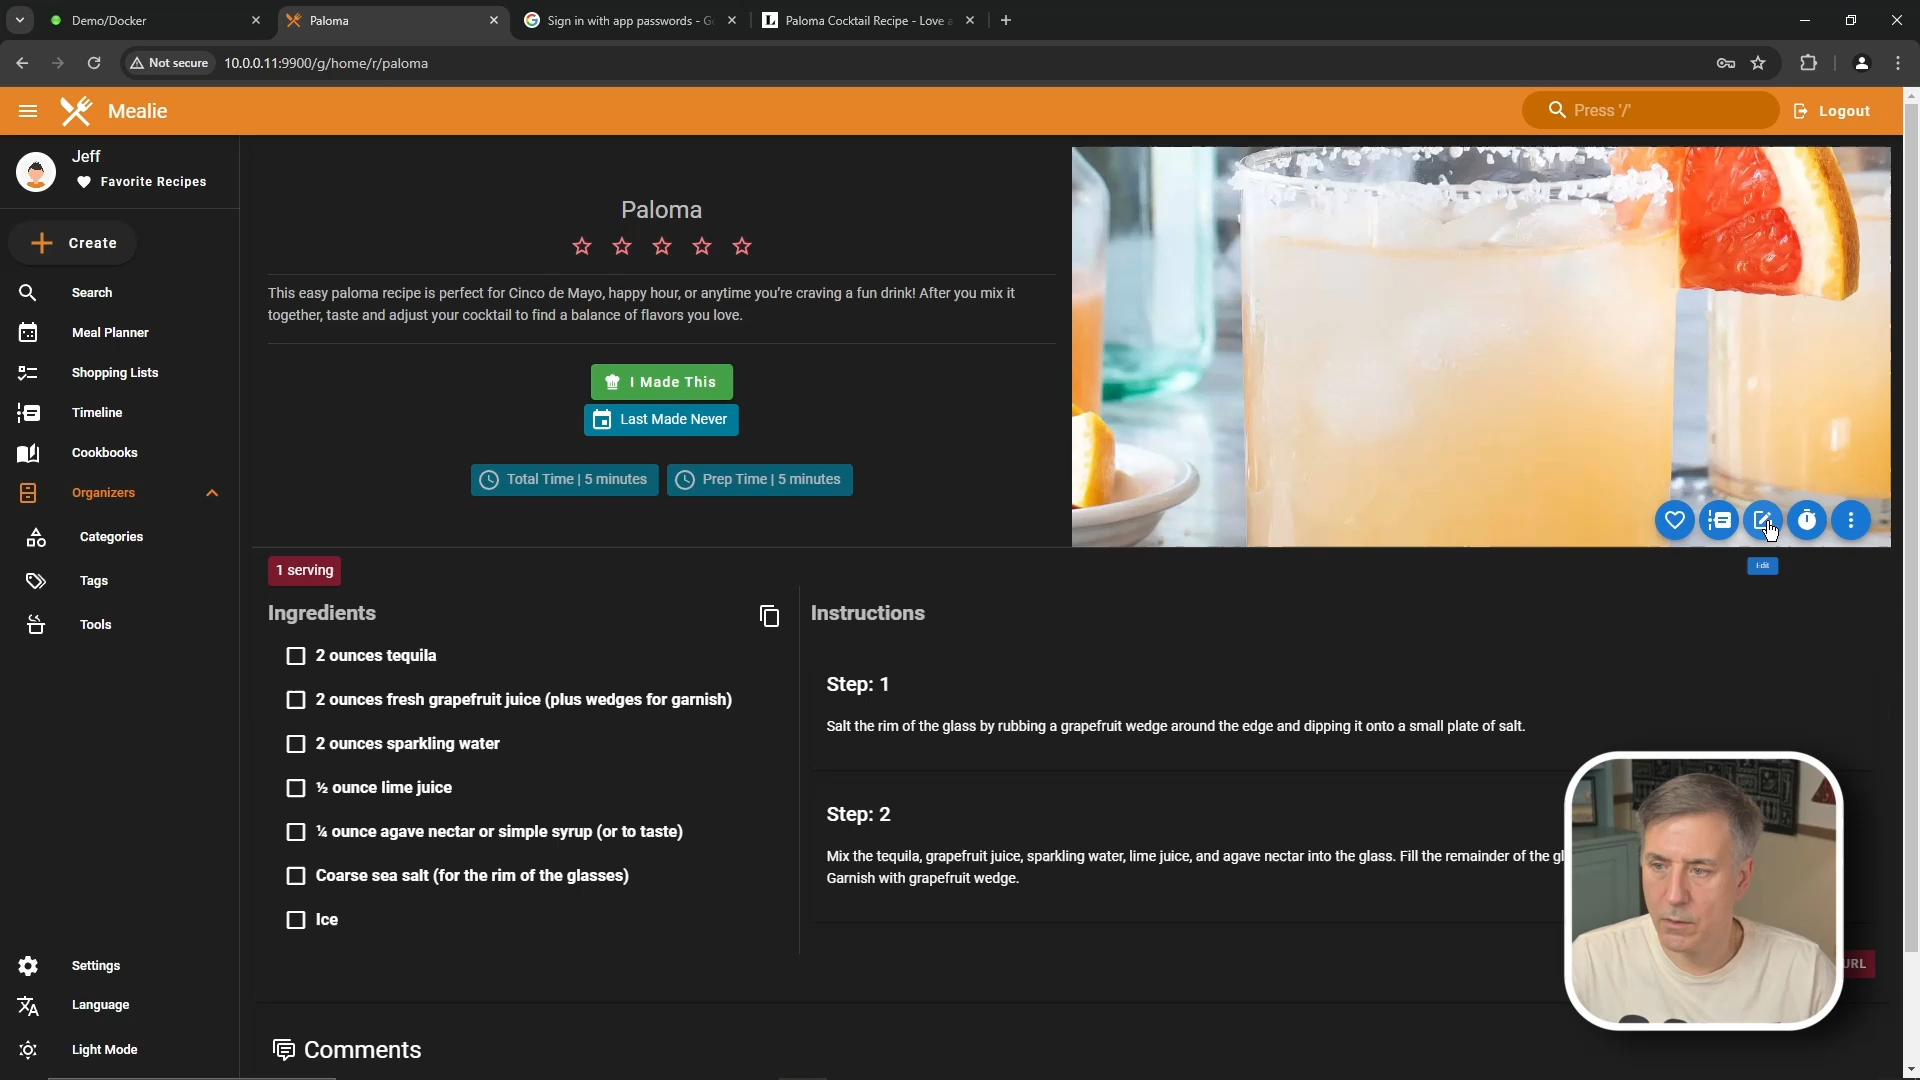 Demo/Docker
Paloma
Sign in with app passwords - G
Paloma Cocktail Recipe - Love a
Not secure
10.0.0.11:9900/g/home/r/paloma
Mealie
Press '/'
Logout
Jeff
Favorite Recipes
Create
Search
Meal Planner
Shopping Lists
Timeline
Cookbooks
Organizers
Categories
Tags
Tools
Settings
Language
Light Mode
Paloma
This easy paloma recipe is perfect for Cinco de Mayo, happy hour, or anytime you're craving a fun drink! After you mix it
together, taste and adjust your cocktail to find a balance of flavors you love.
I Made This
Last Made Never
Total Time | 5 minutes
Prep Time | 5 minutes
Edit
1 serving
Ingredients
2 ounces tequila
2 ounces fresh grapefruit juice (plus wedges for garnish)
2 ounces sparkling water
½ ounce lime juice
¼ ounce agave nectar or simple syrup (or to taste)
Coarse sea salt (for the rim of the glasses)
Ice
Instructions
Step: 1
Salt the rim of the glass by rubbing a grapefruit wedge around the edge and dipping it onto a small plate of salt.
Step: 2
Mix the tequila, grapefruit juice, sparkling water, lime juice, and agave nectar into the glass. Fill the remainder of the gl
Garnish with grapefruit wedge.
URL
Comments